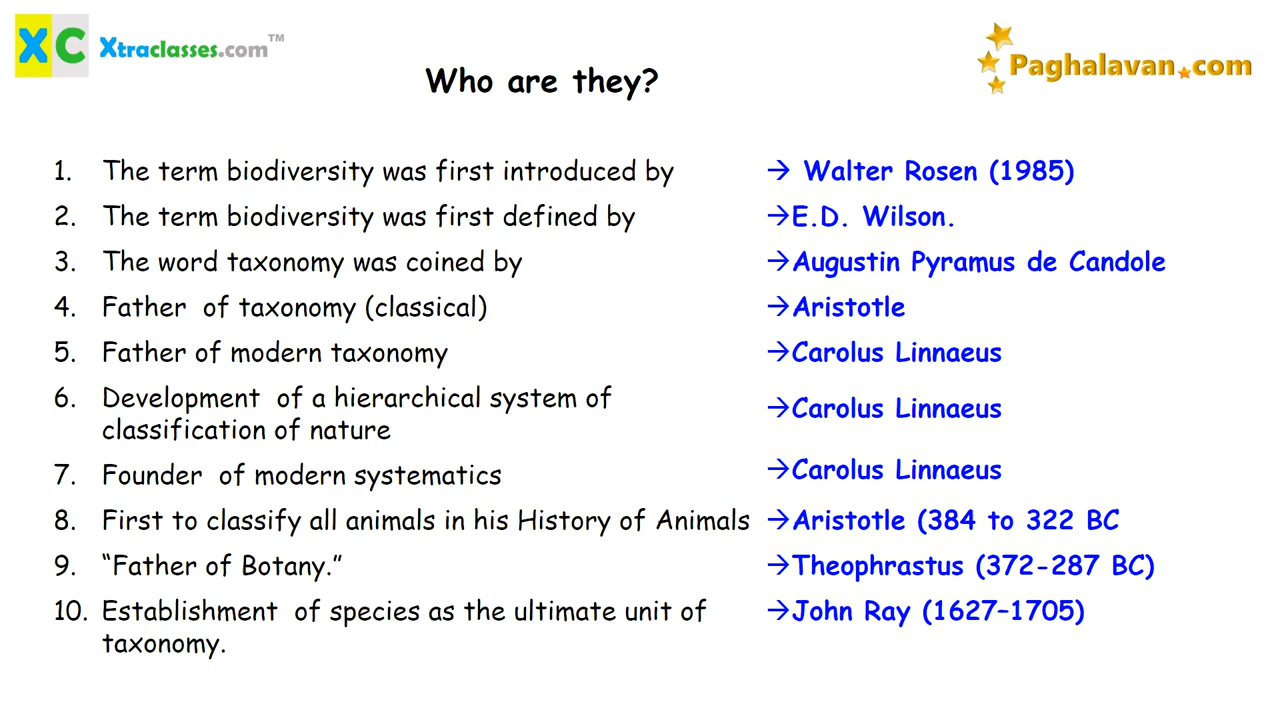 XC Xtraclasses.com™
Paghalavan.com
Who are they?
1. The term biodiversity was first introduced by → Walter Rosen (1985)
2. The term biodiversity was first defined by →E.D. Wilson.
3. The word taxonomy was coined by →Augustin Pyramus de Candole
4. Father of taxonomy (classical) →Aristotle
5. Father of modern taxonomy →Carolus Linnaeus
6. Development of a hierarchical system of
classification of nature →Carolus Linnaeus
7. Founder of modern systematics →Carolus Linnaeus
8. First to classify all animals in his History of Animals →Aristotle (384 to 322 BC
9. “Father of Botany.” →Theophrastus (372-287 BC)
10. Establishment of species as the ultimate unit of →John Ray (1627–1705)
taxonomy.